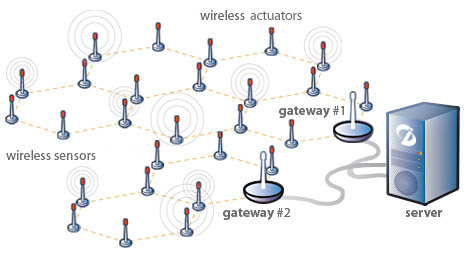 wireless actuators
gateway #1
wireless sensors
gateway #2
server